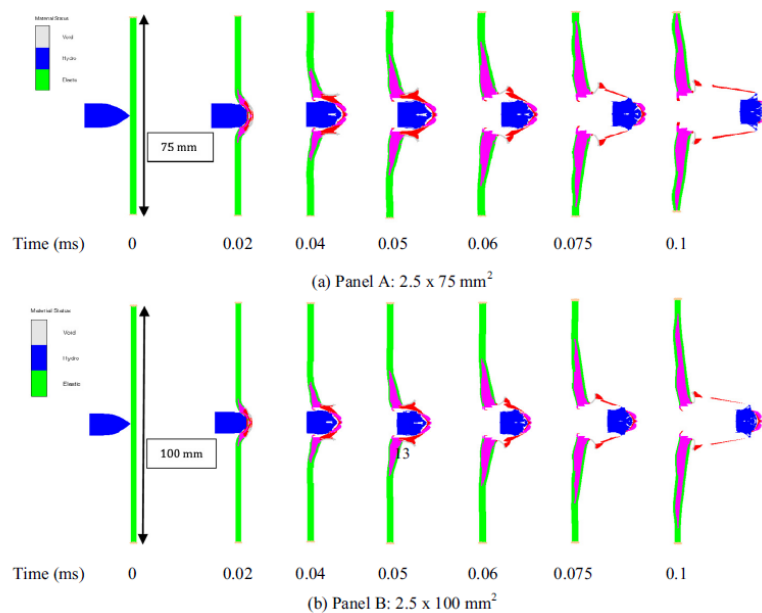 Material Status
Void
Hydro
Elastic
75 mm
Time (ms) 0 0.02 0.04 0.05 0.06 0.075 0.1
(a) Panel A: 2.5 x 75 mm²
Material Status
Void
Hydro
Elastic
100 mm
13
Time (ms) 0 0.02 0.04 0.05 0.06 0.075 0.1
(b) Panel B: 2.5 x 100 mm²